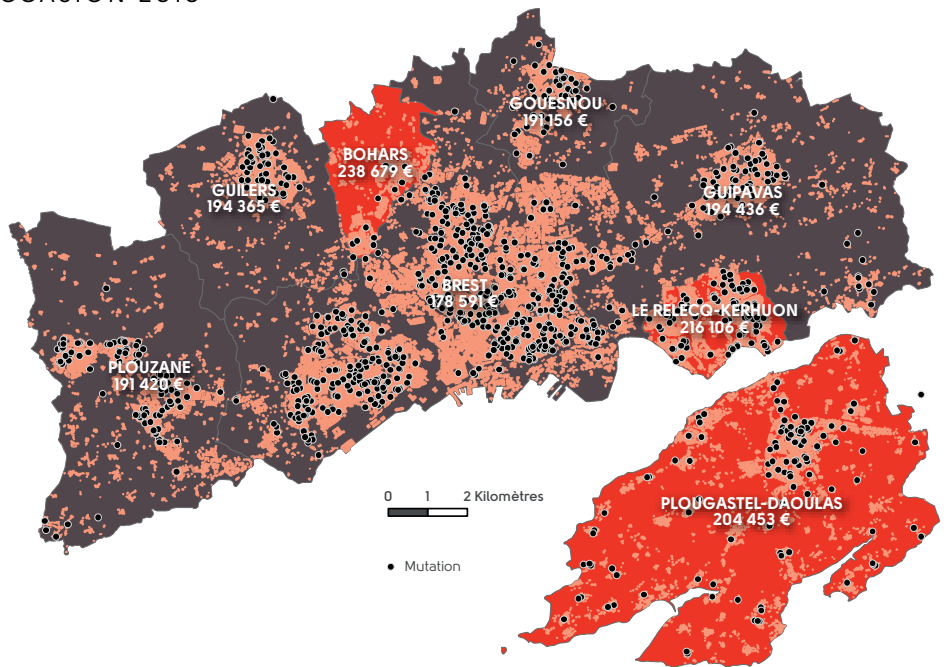 GOUESNOU
191 156 €
BOHARS
238 679 €
GUILERS
194 365 €
GUIPAVAS
194 436 €
BREST
178 591 €
LE RELECQ-KERHUON
216 106 €
PLOUZANE
191 420 €
0 1 2 Kilomètres
PLOUGASTEL-DAOULAS
204 453 €
Mutation